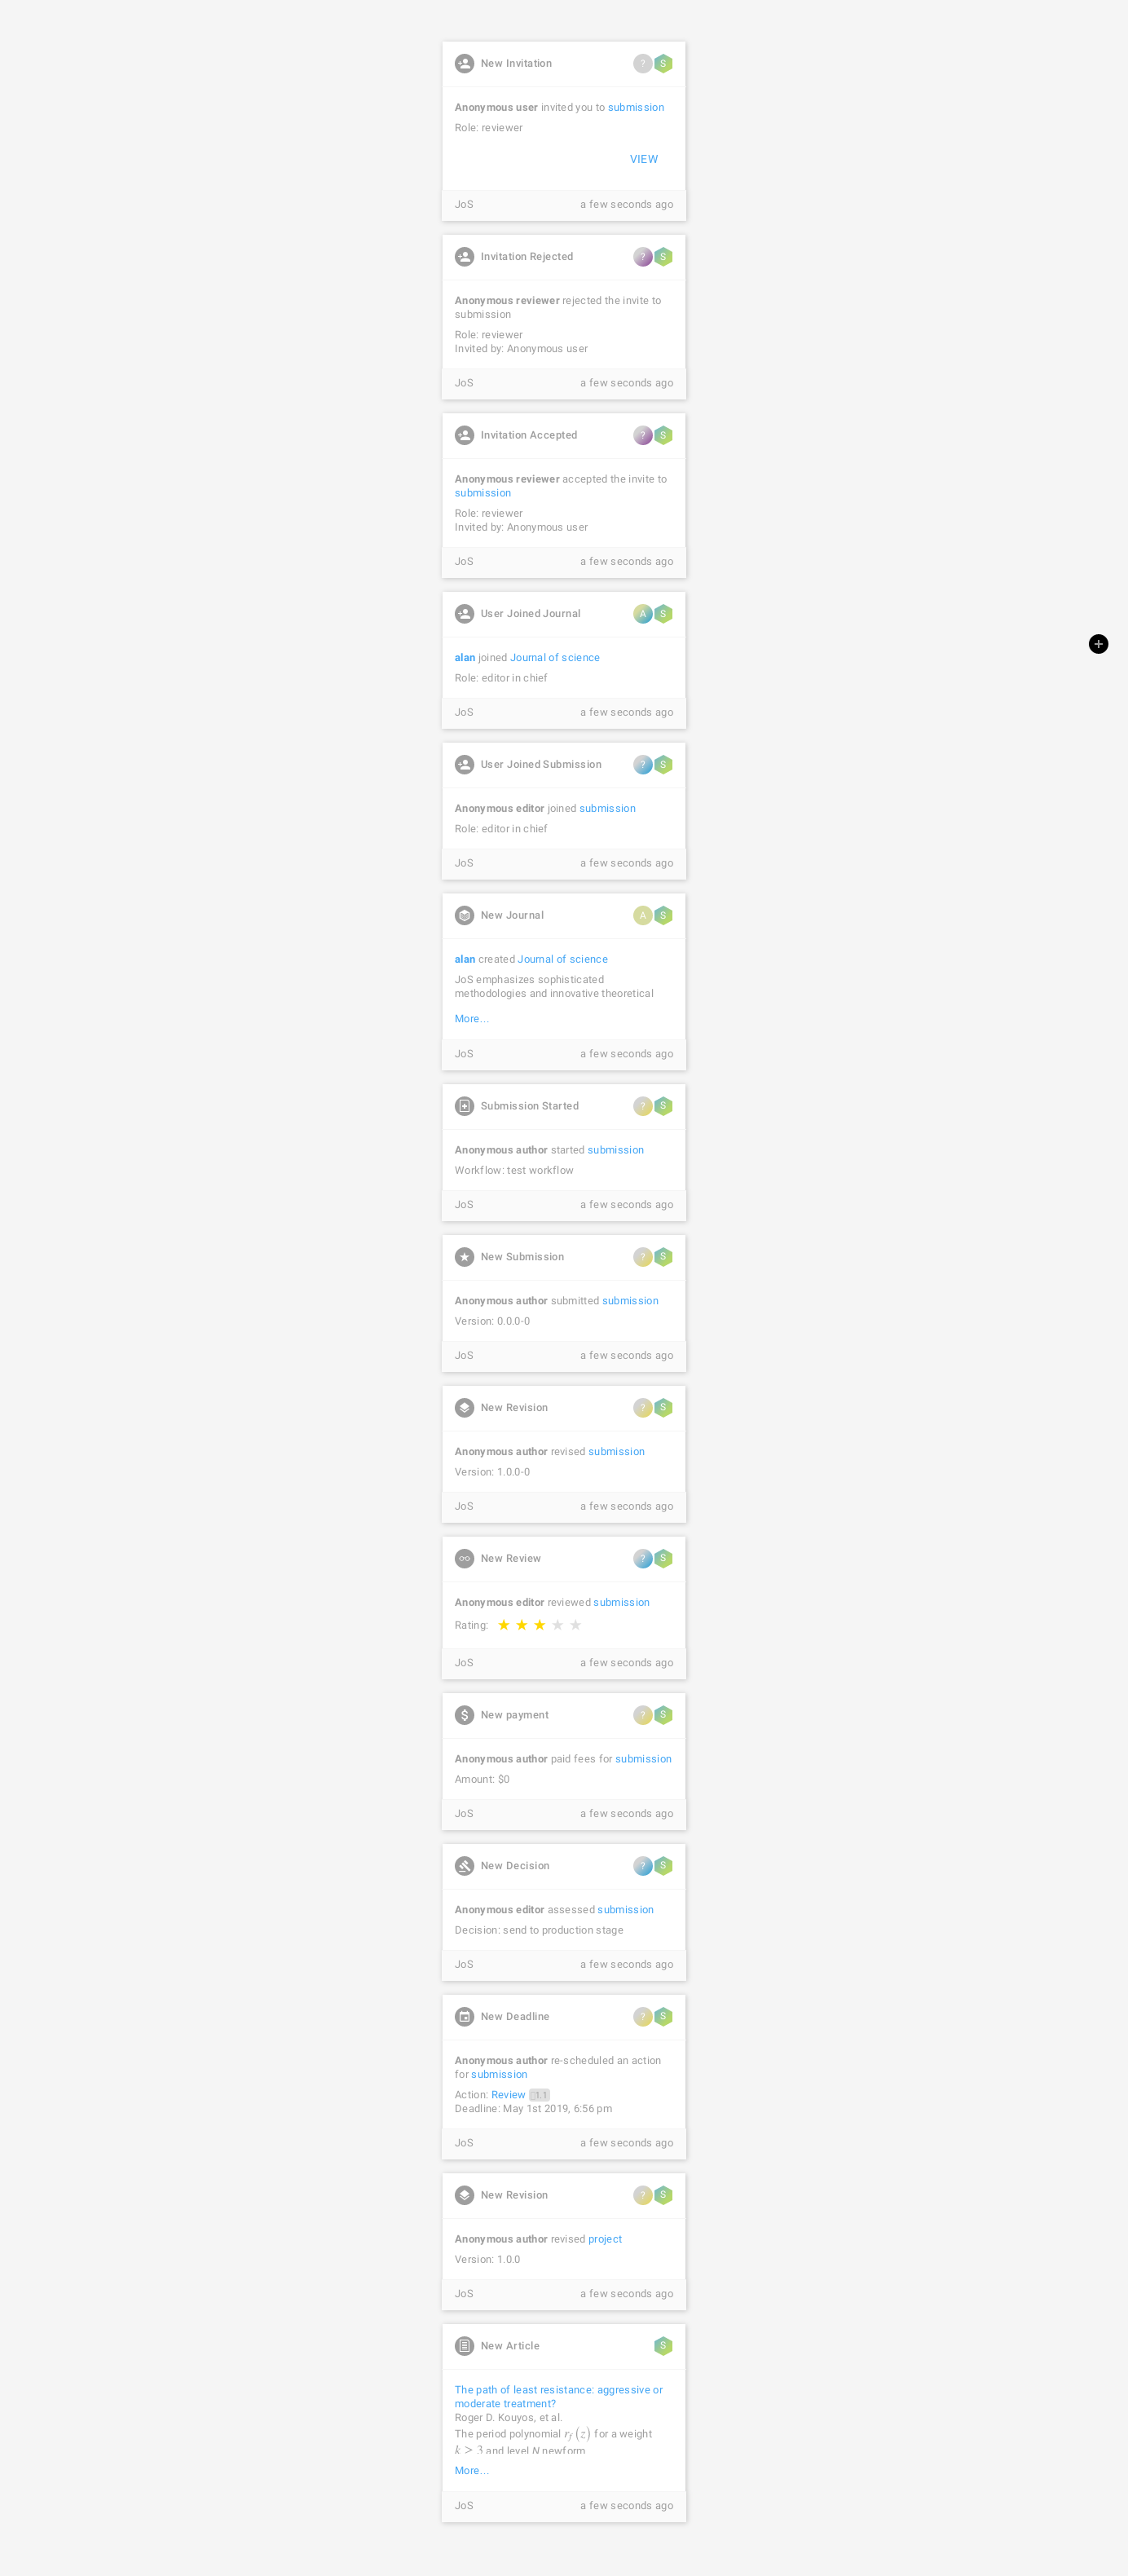 New Invitation ? S
Anonymous user invited you to submission
Role: reviewer
VIEW
JoS a few seconds ago
Invitation Rejected ? S
Anonymous reviewer rejected the invite to
submission
Role: reviewer
Invited by: Anonymous user
JoS a few seconds ago
Invitation Accepted ? S
Anonymous reviewer accepted the invite to
submission
Role: reviewer
Invited by: Anonymous user
JoS a few seconds ago
User Joined Journal A S
alan joined Journal of science
Role: editor in chief
JoS a few seconds ago
User Joined Submission ? S
Anonymous editor joined submission
Role: editor in chief
JoS a few seconds ago
New Journal A S
alan created Journal of science
JoS emphasizes sophisticated
methodologies and innovative theoretical
More...
JoS a few seconds ago
Submission Started ? S
Anonymous author started submission
Workflow: test workflow
JoS a few seconds ago
New Submission ? S
Anonymous author submitted submission
Version: 0.0.0-0
JoS a few seconds ago
New Revision ? S
Anonymous author revised submission
Version: 1.0.0-0
JoS a few seconds ago
New Review ? S
Anonymous editor reviewed submission
Rating:
JoS a few seconds ago
New payment ? S
Anonymous author paid fees for submission
Amount: $0
JoS a few seconds ago
New Decision ? S
Anonymous editor assessed submission
Decision: send to production stage
JoS a few seconds ago
New Deadline ? S
Anonymous author re-scheduled an action
for submission
Action: Review 1.1
Deadline: May 1st 2019, 6:56 pm
JoS a few seconds ago
New Revision ? S
Anonymous author revised project
Version: 1.0.0
JoS a few seconds ago
New Article S
The path of least resistance: aggressive or
moderate treatment?
Roger D. Kouyos, et al.
The period polynomial r_f (z) for a weight
k ≥ 3 and level N newform
More...
JoS a few seconds ago